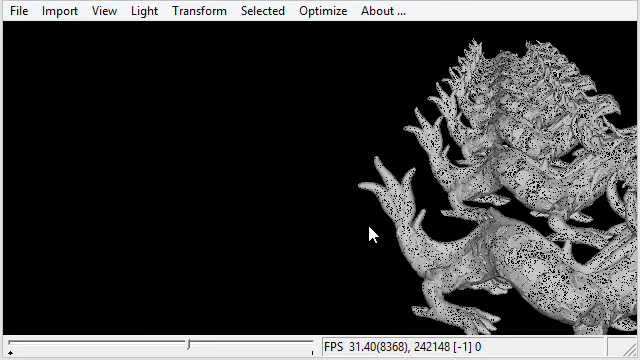 File Import View Light Transform Selected Optimize About ...
FPS 31.40(8368), 242148 [-1] 0